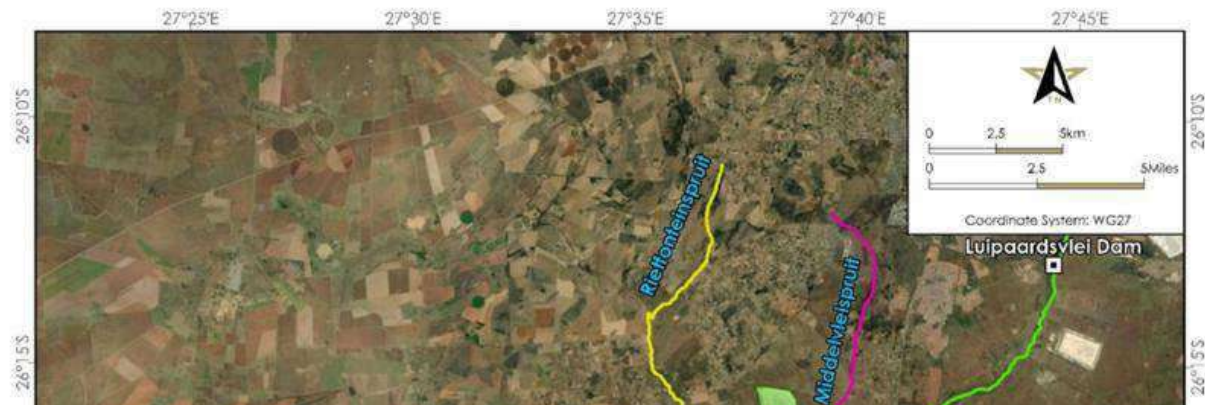 27°25'E 27°30'E 27°35'E 27°40'E 27°45'E
26°10'S 26°10'S
TN
0 2.5 5km
0 2.5 5Miles
Coordinate System: WG27
Luipaardsvlei Dam
Rietfonteinspruit
Middelvleispruit
26°15'S 26°15'S